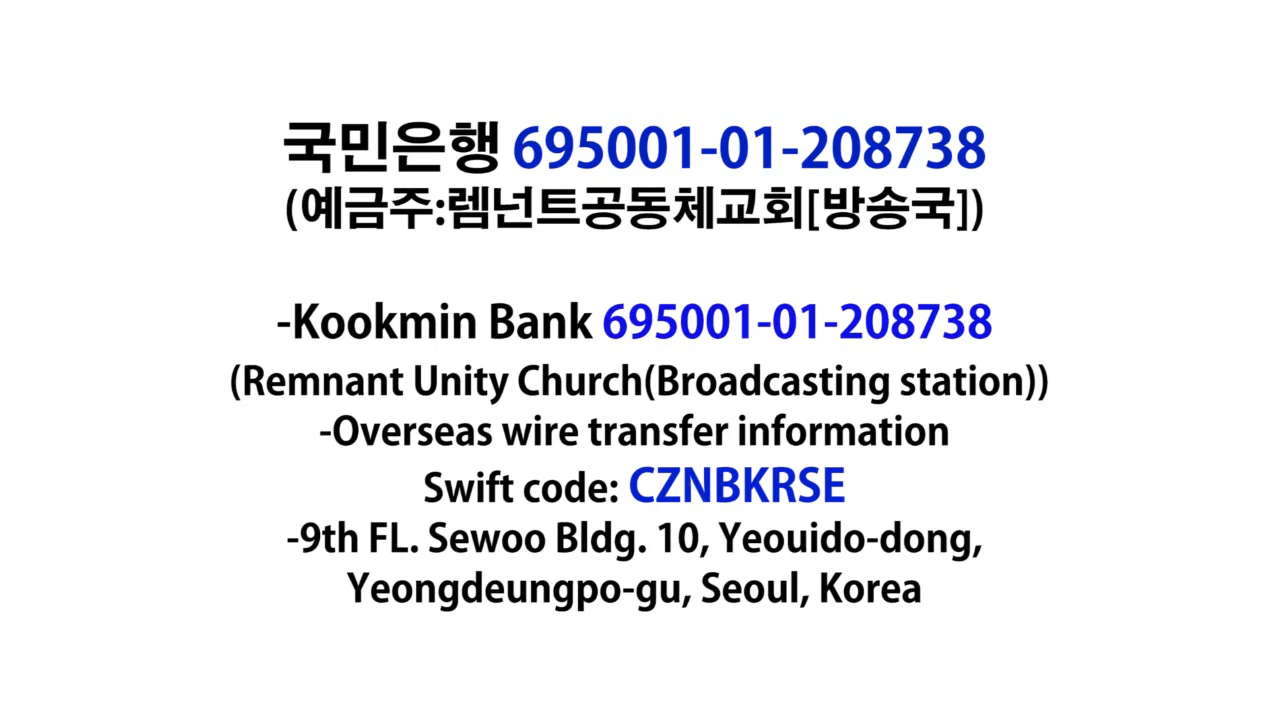 국민은행 695001-01-208738
(예금주:렘넌트공동체교회[방송국])
-Kookmin Bank 695001-01-208738
(Remnant Unity Church(Broadcasting station))
-Overseas wire transfer information
Swift code: CZNBKRSE
-9th FL. Sewoo Bldg. 10, Yeouido-dong,
Yeongdeungpo-gu, Seoul, Korea